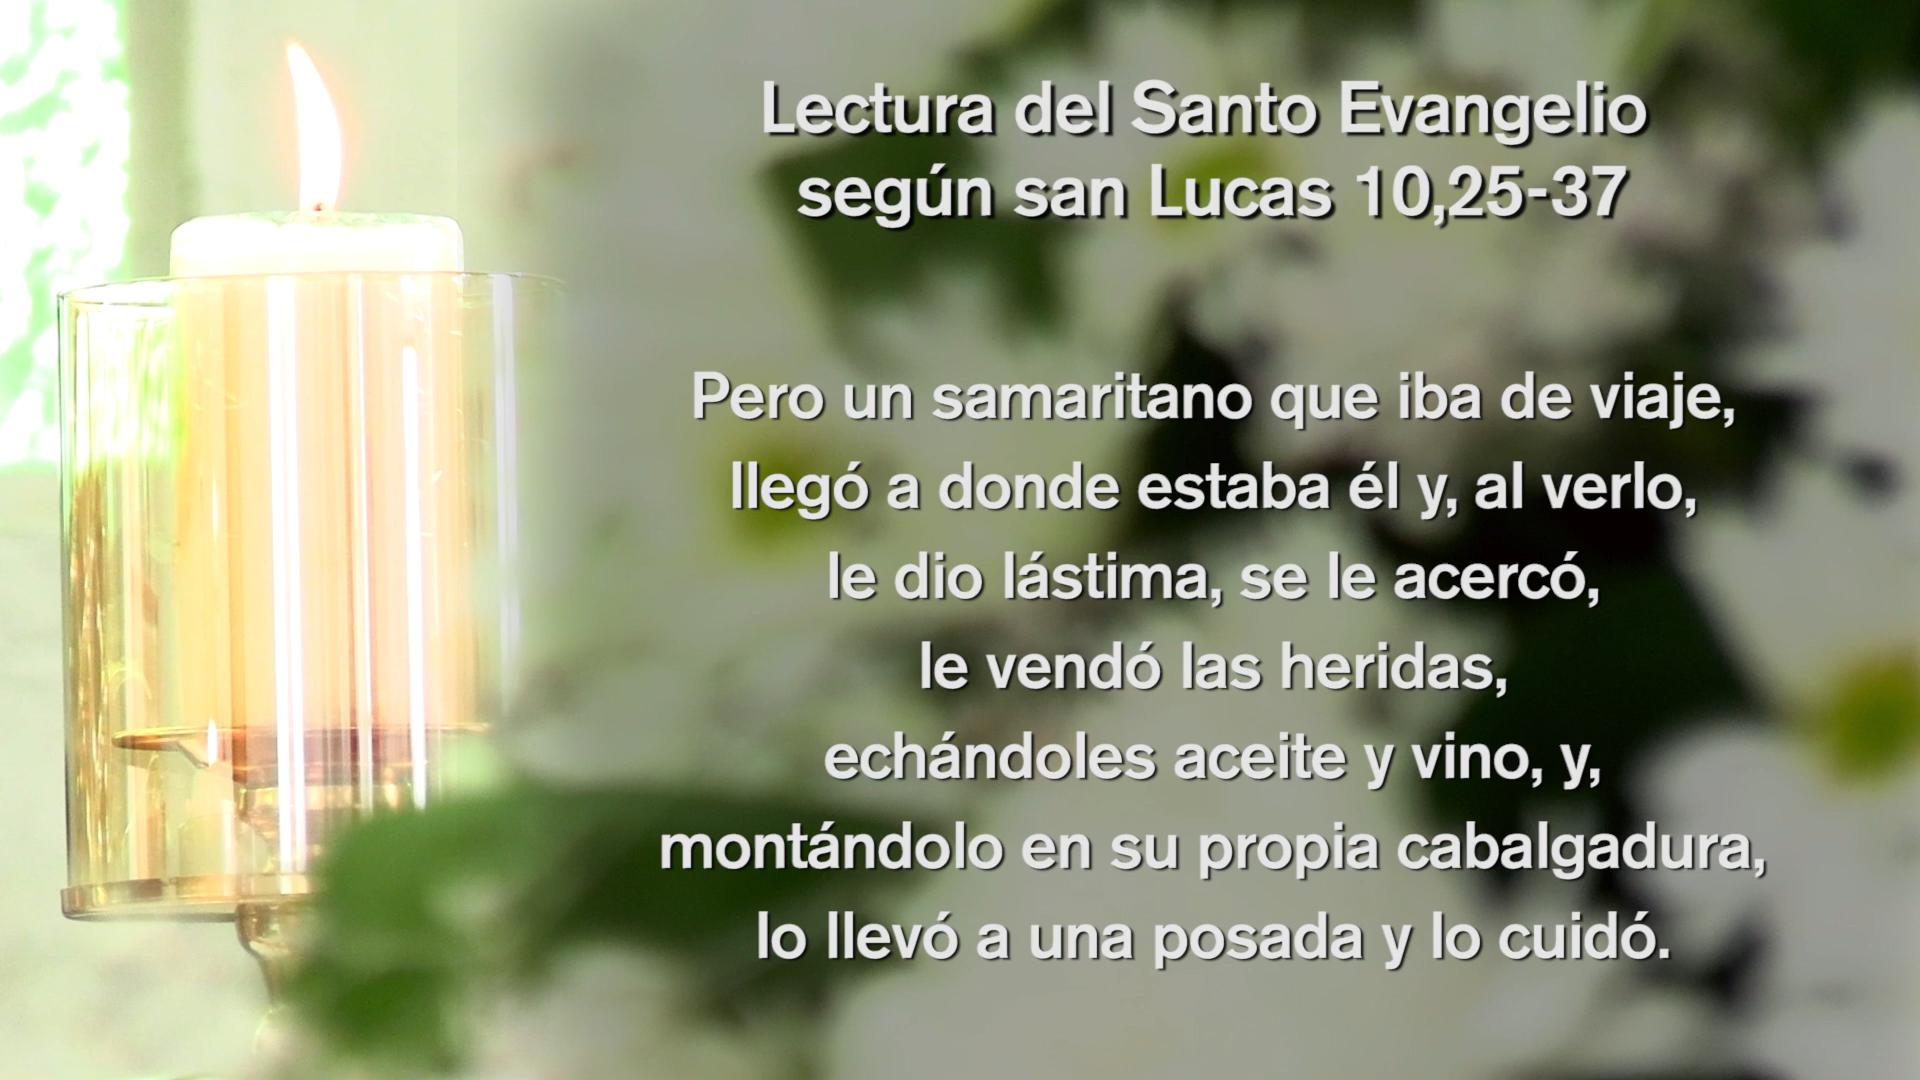 Lectura del Santo Evangelio
según san Lucas 10,25-37
Pero un samaritano que iba de viaje,
llegó a donde estaba él y, al verlo,
le dio lástima, se le acercó,
le vendó las heridas,
echándoles aceite y vino, y,
montándolo en su propia cabalgadura,
lo llevó a una posada y lo cuidó.